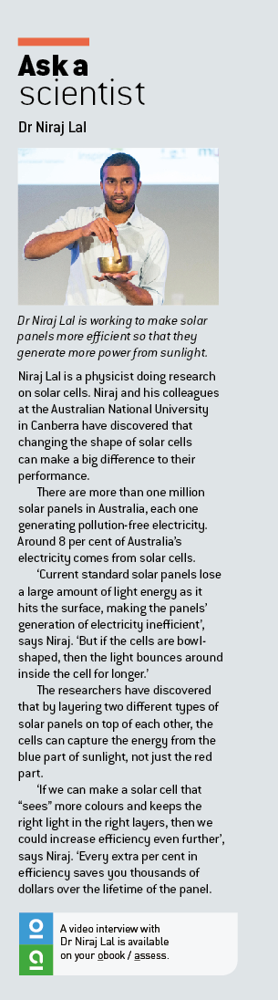 Ask a
scientist
Dr Niraj Lal
Dr Niraj Lal is working to make solar
panels more efficient so that they
generate more power from sunlight.
Niraj Lal is a physicist doing research
on solar cells. Niraj and his colleagues
at the Australian National University
in Canberra have discovered that
changing the shape of solar cells
can make a big difference to their
performance.
There are more than one million
solar panels in Australia, each one
generating pollution-free electricity.
Around 8 per cent of Australia's
electricity comes from solar cells.
‘Current standard solar panels lose
a large amount of light energy as it
hits the surface, making the panels’
generation of electricity inefficient’,
says Niraj. ‘But if the cells are bowl-
shaped, then the light bounces around
inside the cell for longer.’
The researchers have discovered
that by layering two different types of
solar panels on top of each other, the
cells can capture the energy from the
blue part of sunlight, not just the red
part.
‘If we can make a solar cell that
“sees” more colours and keeps the
right light in the right layers, then we
could increase efficiency even further’,
says Niraj. ‘Every extra per cent in
efficiency saves you thousands of
dollars over the lifetime of the panel.
A video interview with
Dr Niraj Lal is available
on your obook / assess.